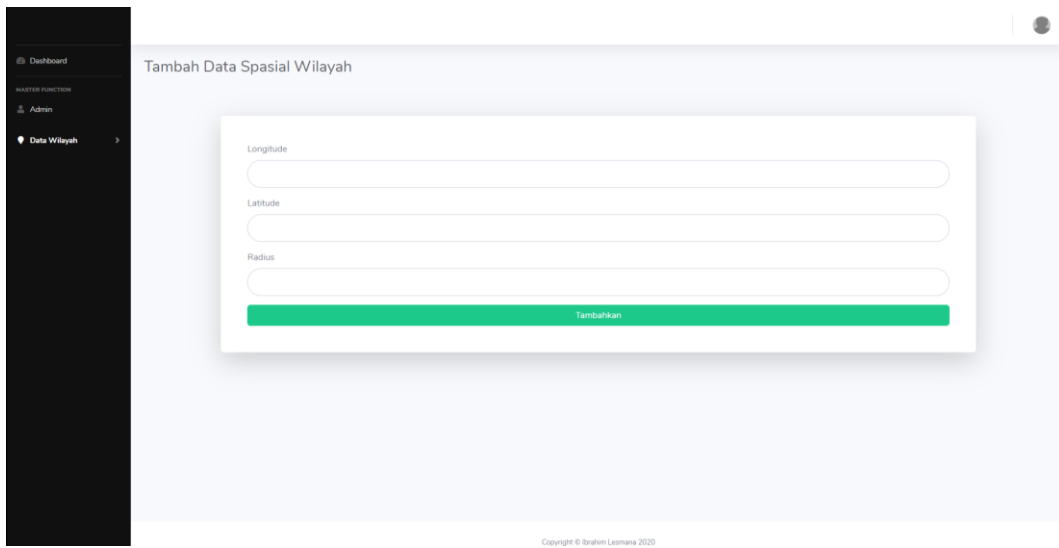 Dashboard
MASTER FUNCTION
Admin
Data Wilayah
Tambah Data Spasial Wilayah
Longitude
Latitude
Radius
Tambahkan
Copyright © Ibrahim Lesmana 2020